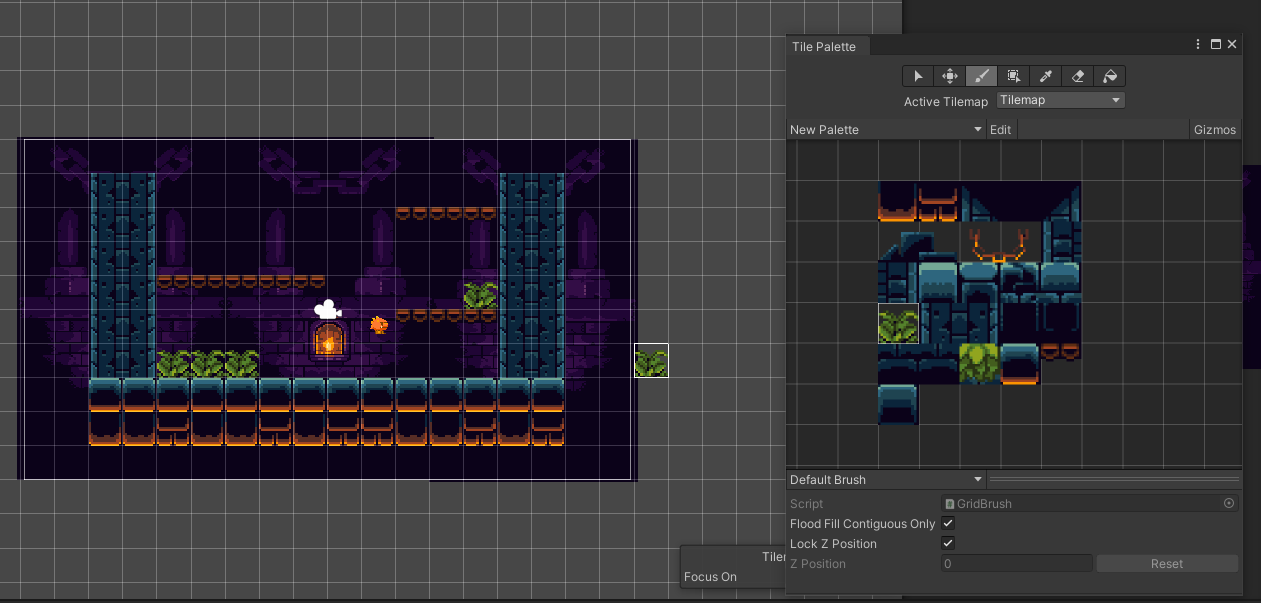 Tile Palette
Active Tilemap Tilemap
New Palette Edit Gizmos
Default Brush
Script GridBrush
Flood Fill Contiguous Only
Lock Z Position
Z Position 0 Reset
Focus On